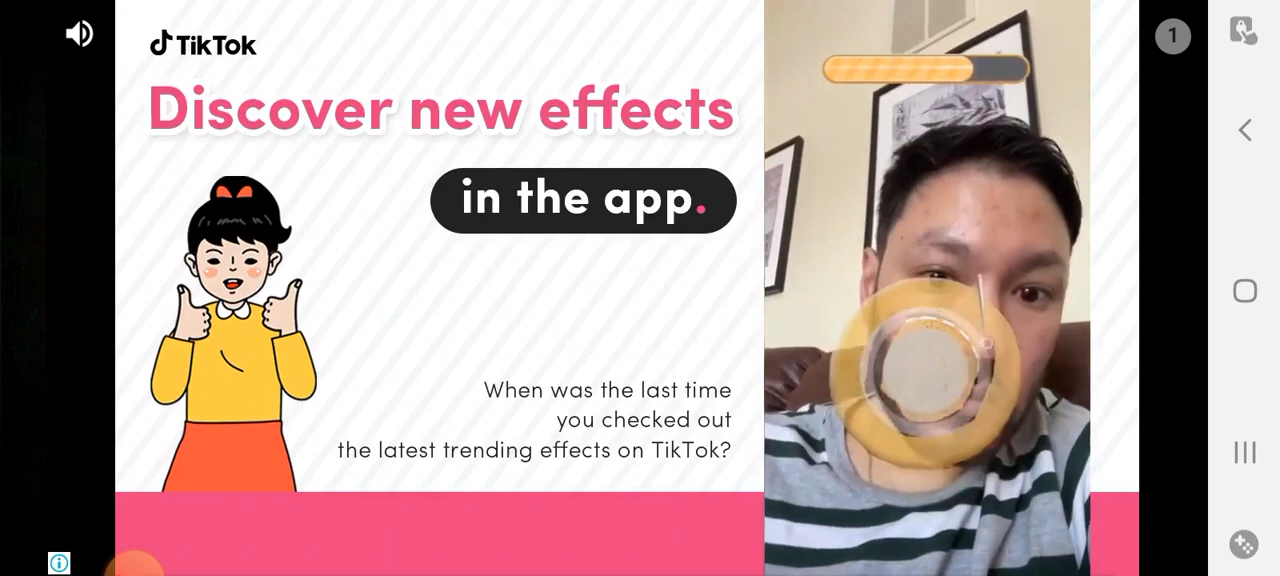 TikTok
Discover new effects
in the app.
When was the last time
you checked out
the latest trending effects on TikTok?
1